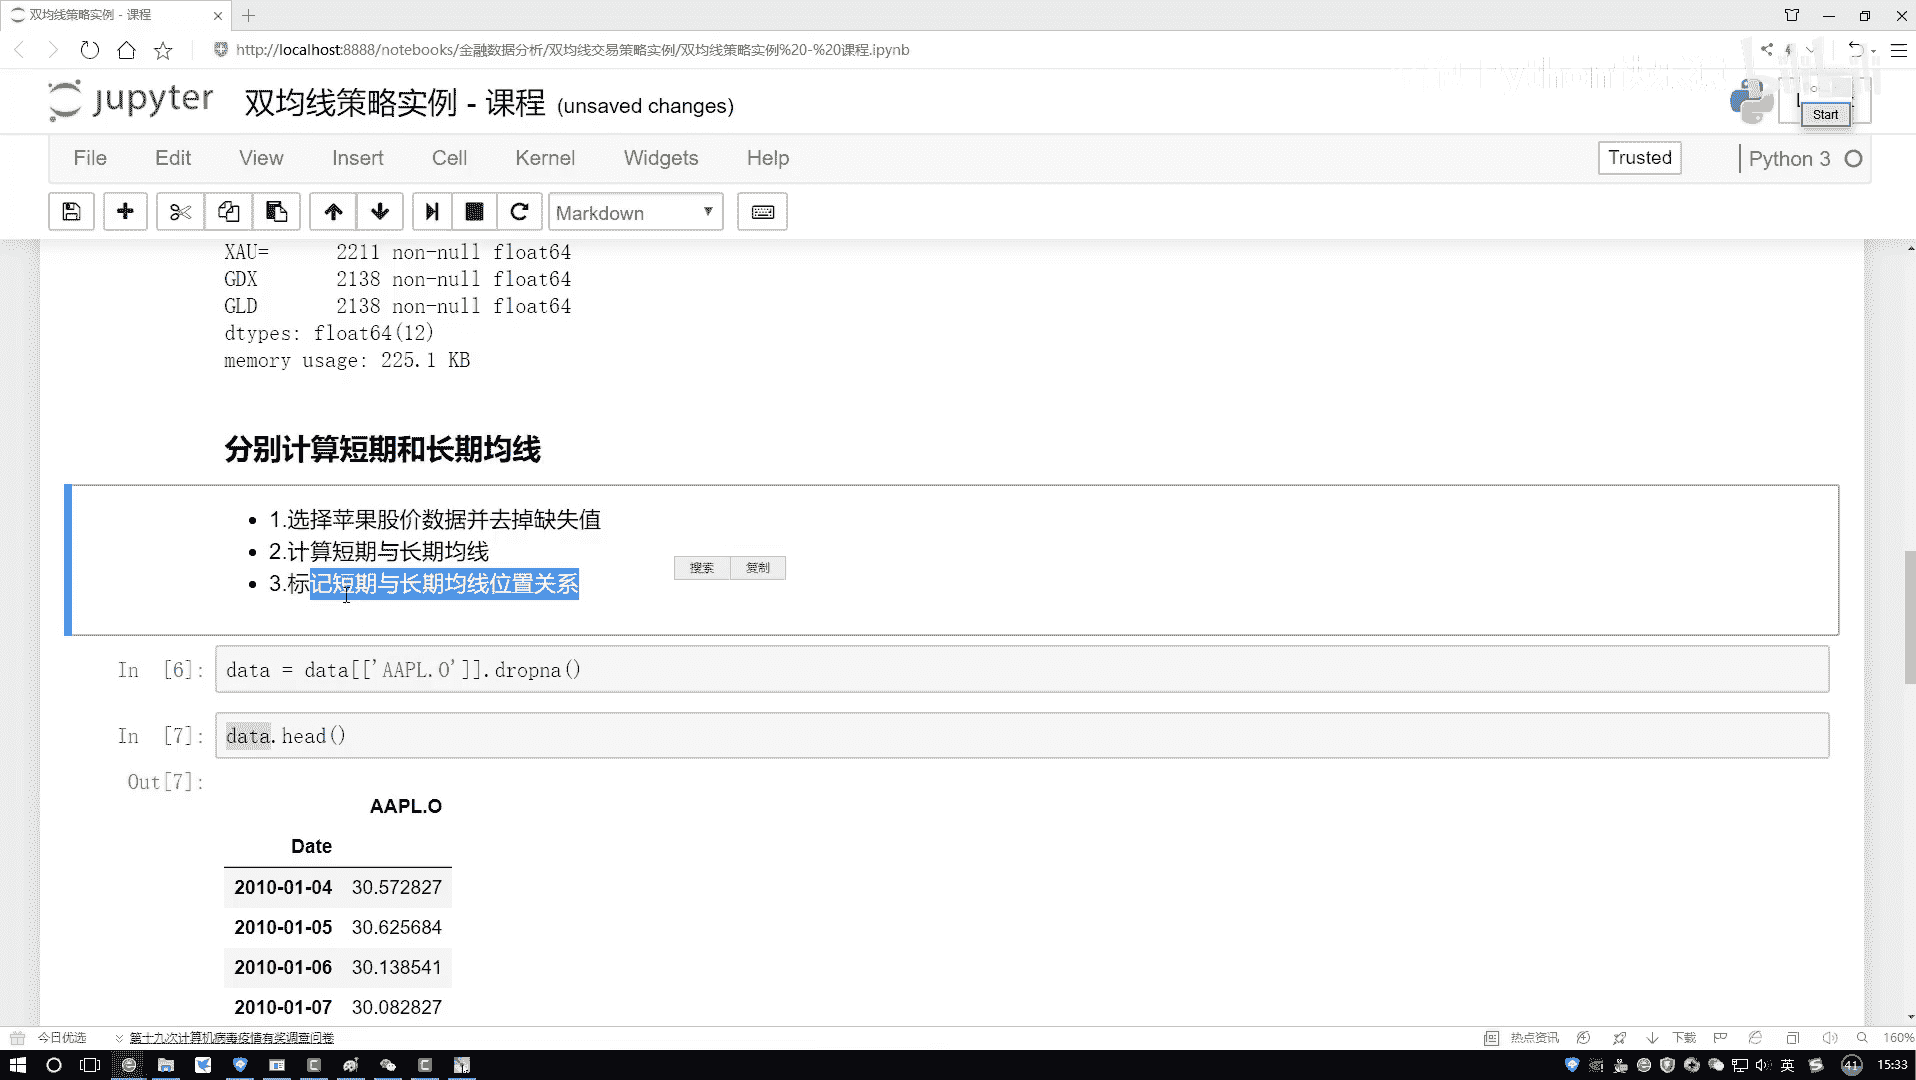 双均线策略实例 - 课程
http://localhost:8888/notebooks/金融数据分析/双均线交易策略实例/双均线策略实例%20-%20课程.ipynb
jupyter 双均线策略实例 - 课程 (unsaved changes)
Start
File Edit View Insert Cell Kernel Widgets Help Trusted Python 3
Markdown
XAU= 2211 non-null float64
GDX 2138 non-null float64
GLD 2138 non-null float64
dtypes: float64(12)
memory usage: 225.1 KB
分别计算短期和长期均线
1.选择苹果股价数据并去掉缺失值
2.计算短期与长期均线
3.标记短期与长期均线位置关系
搜索 复制
In [6]: data = data[['AAPL.O']].dropna()
In [7]: data.head()
Out[7]:
AAPL.O
Date
2010-01-04 30.572827
2010-01-05 30.625684
2010-01-06 30.138541
2010-01-07 30.082827
今日优选 第十九次计算机病毒疫情有奖调查问卷 热点资讯 下载 160%
英 41 15:33